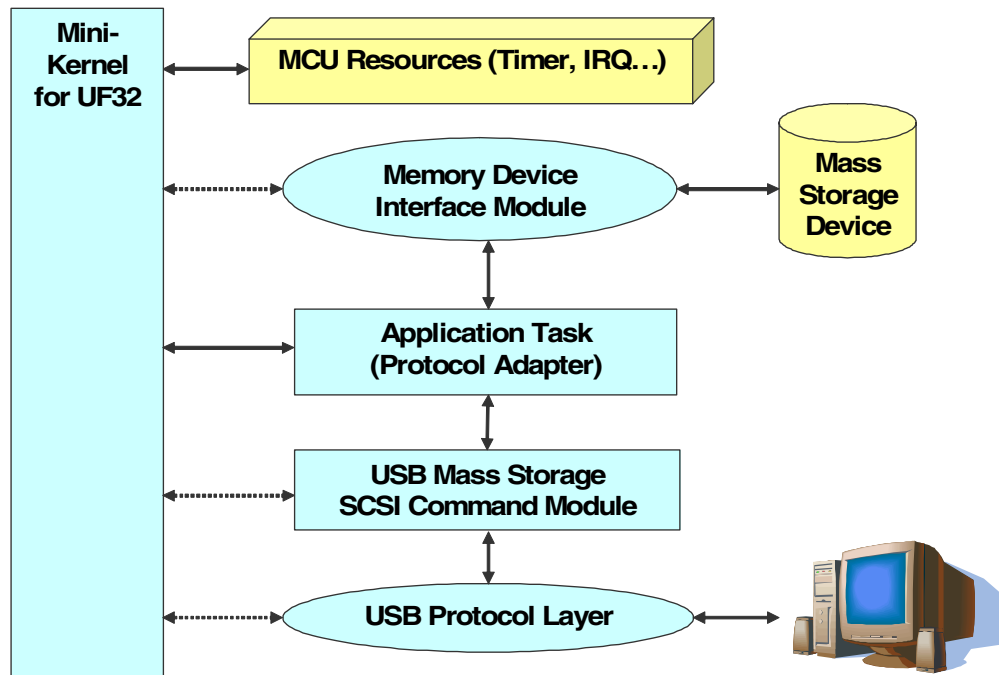 Mini-
Kernel
for UF32
MCU Resources (Timer, IRQ…)
Memory Device
Interface Module
Mass
Storage
Device
Application Task
(Protocol Adapter)
USB Mass Storage
SCSI Command Module
USB Protocol Layer